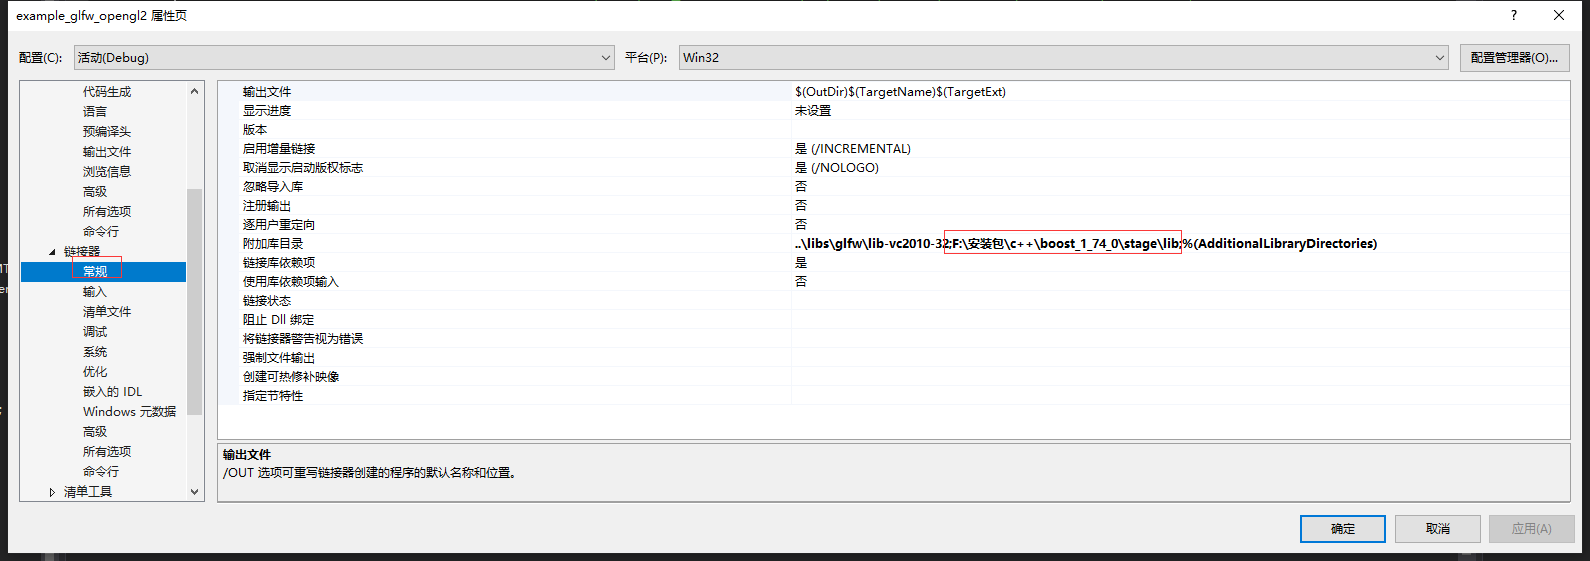 example_glfw_opengl2 属性页
?
配置(C):
活动(Debug)
平台(P):
Win32
配置管理器(O)...
代码生成
语言
预编译头
输出文件
浏览信息
高级
所有选项
命令行
链接器
常规
输入
清单文件
调试
系统
优化
嵌入的 IDL
Windows 元数据
高级
所有选项
命令行
清单工具
输出文件 $(OutDir)$(TargetName)$(TargetExt)
显示进度 未设置
版本
启用增量链接 是 (/INCREMENTAL)
取消显示启动版权标志 是 (/NOLOGO)
忽略导入库 否
注册输出 否
逐用户重定向 否
附加库目录 ..\libs\glfw\lib-vc2010-32;F:\安装包\c++\boost_1_74_0\stage\lib;%(AdditionalLibraryDirectories)
链接库依赖项 是
使用库依赖项输入 否
链接状态
阻止 Dll 绑定
将链接器警告视为错误
强制文件输出
创建可热修补映像
指定节特性
输出文件
/OUT 选项可重写链接器创建的程序的默认名称和位置。
确定
取消
应用(A)